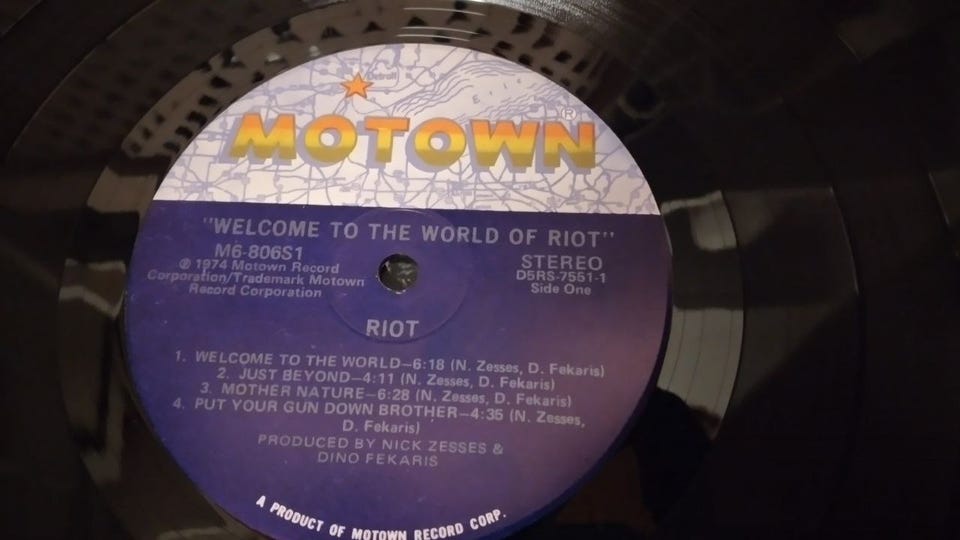 Detroit
Erie
MOTOWN®
"WELCOME TO THE WORLD OF RIOT"
M6-806S1
℗ 1974 Motown Record
Corporation/Trademark Motown
Record Corporation
STEREO
D5RS-7551-1
Side One
RIOT
1. WELCOME TO THE WORLD—6:18 (N. Zesses, D. Fekaris)
2. JUST BEYOND—4:11 (N. Zesses, D. Fekaris)
3. MOTHER NATURE—6:28 (N. Zesses, D. Fekaris)
4. PUT YOUR GUN DOWN BROTHER—4:35 (N. Zesses,
D. Fekaris)
PRODUCED BY NICK ZESSES &
DINO FEKARIS
A PRODUCT OF MOTOWN RECORD CORP.